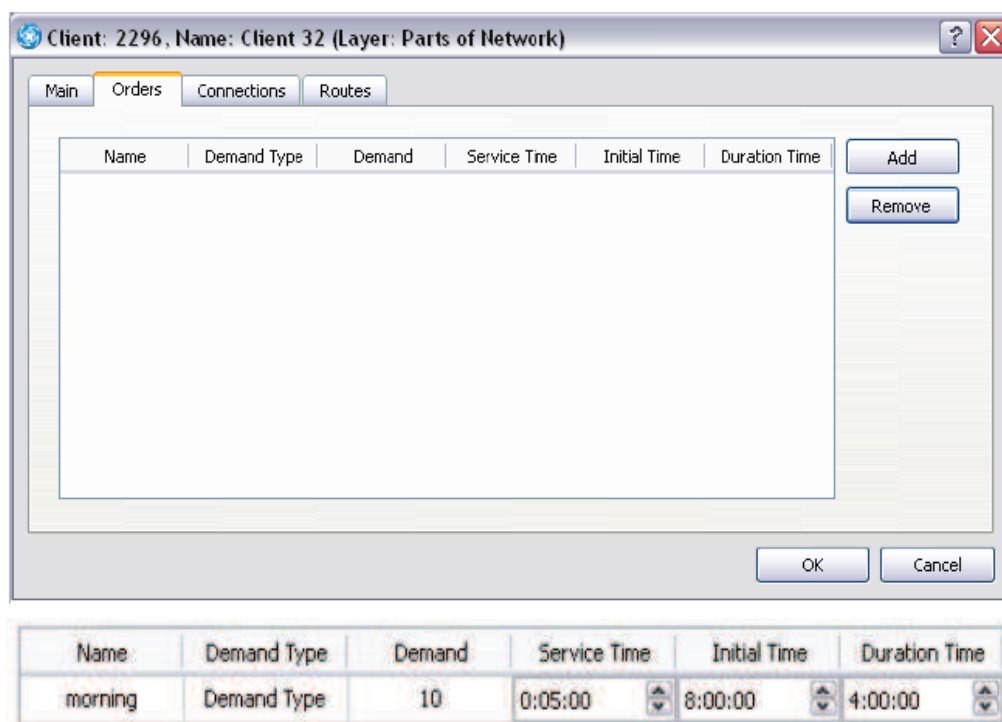 Client: 2296, Name: Client 32 (Layer: Parts of Network)
?
Main Orders Connections Routes
Name Demand Type Demand Service Time Initial Time Duration Time
Add
Remove
OK Cancel
Name Demand Type Demand Service Time Initial Time Duration Time
morning Demand Type 10 0:05:00 8:00:00 4:00:00